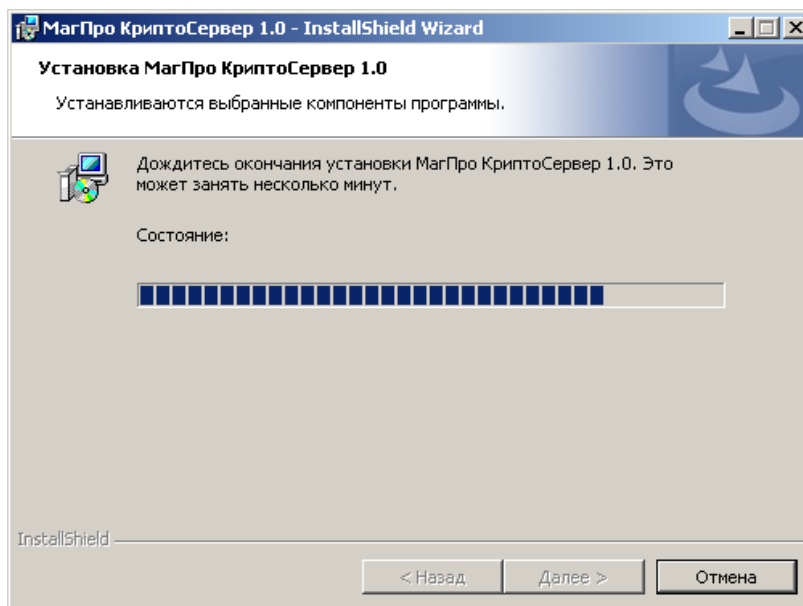 МагПро КриптоСервер 1.0 - InstallShield Wizard
Установка МагПро КриптоСервер 1.0
Устанавливаются выбранные компоненты программы.
Дождитесь окончания установки МагПро КриптоСервер 1.0. Это
может занять несколько минут.
Состояние:
InstallShield
< Назад
Далее >
Отмена